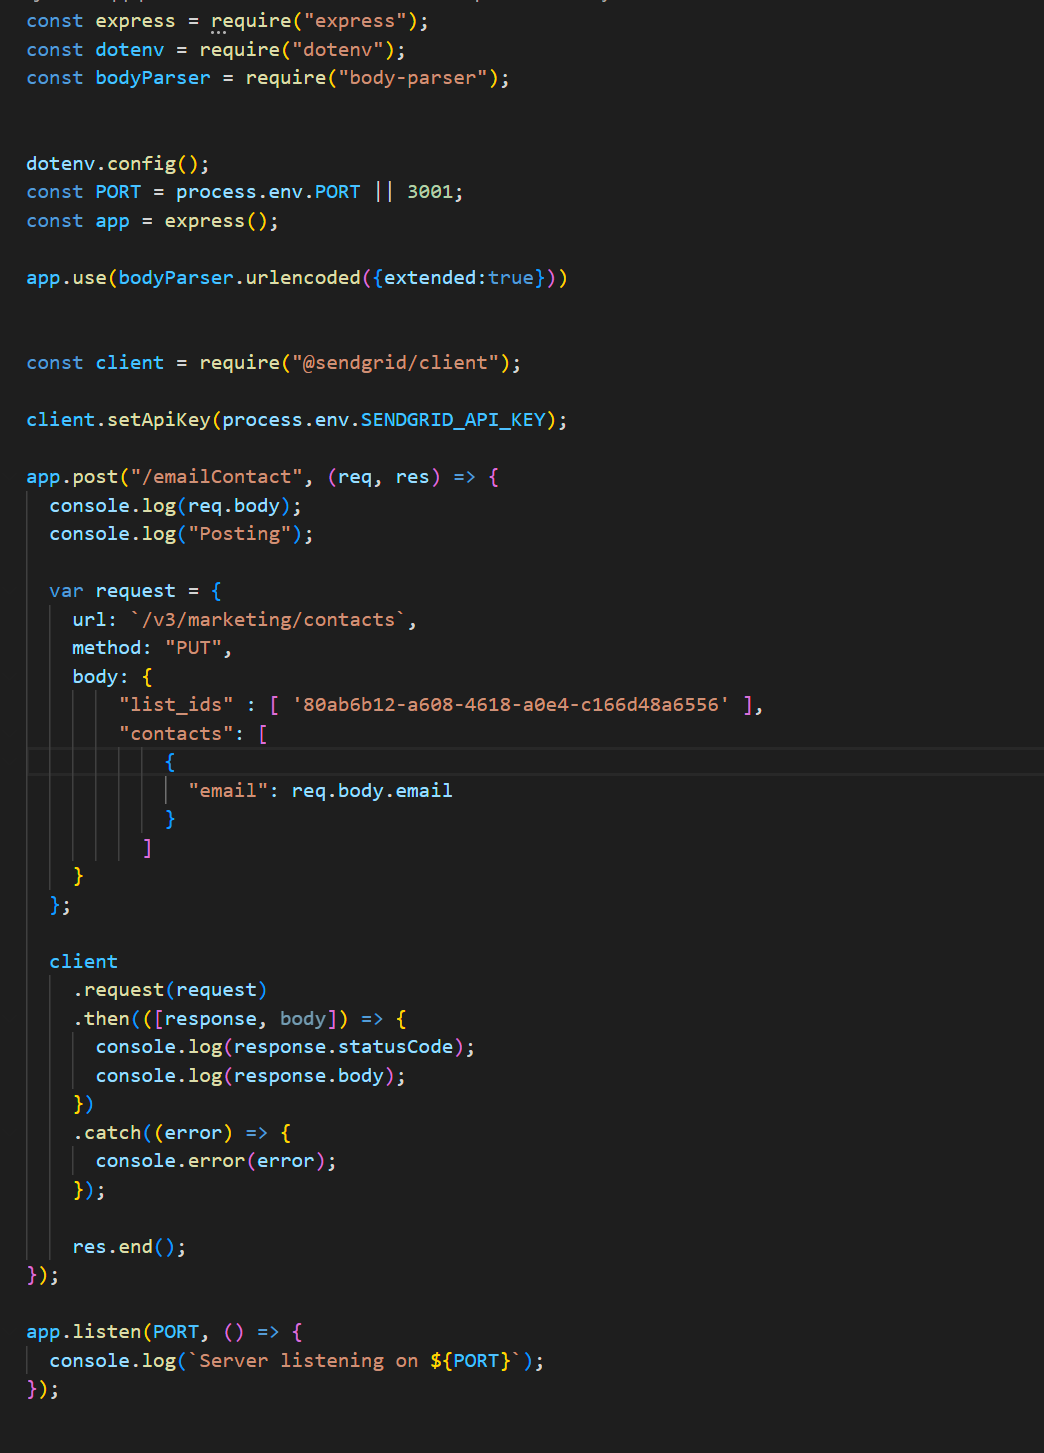 const express = require("express");
const dotenv = require("dotenv");
const bodyParser = require("body-parser");
dotenv.config();
const PORT = process.env.PORT || 3001;
const app = express();
app.use(bodyParser.urlencoded({extended:true}))
const client = require("@sendgrid/client");
client.setApiKey(process.env.SENDGRID_API_KEY);
app.post("/emailContact", (req, res) => {
console.log(req.body);
console.log("Posting");
var request = {
url: `/v3/marketing/contacts`,
method: "PUT",
body: {
"list_ids" : [ '80ab6b12-a608-4618-a0e4-c166d48a6556' ],
"contacts": [
{
"email": req.body.email
}
]
}
};
client
.request(request)
.then(([response, body]) => {
console.log(response.statusCode);
console.log(response.body);
})
.catch((error) => {
console.error(error);
});
res.end();
});
app.listen(PORT, () => {
console.log(`Server listening on ${PORT}`);
});